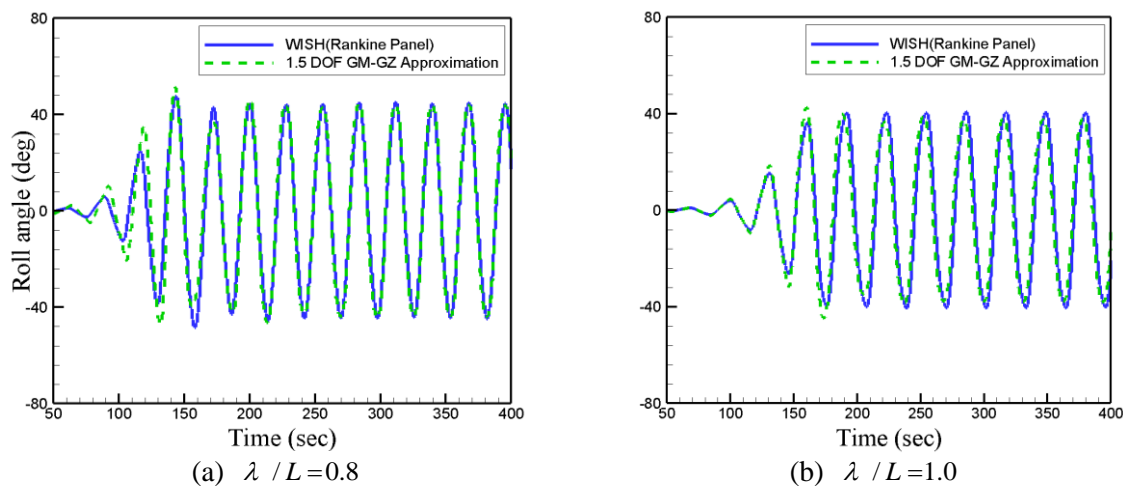 80
40
0
-40
-80
Roll angle (deg)
WISH(Rankine Panel)
1.5 DOF GM-GZ Approximation
50 100 150 200 250 300 350 400
Time (sec)
(a) λ /L=0.8
80
40
0
-40
-80
WISH(Rankine Panel)
1.5 DOF GM-GZ Approximation
50 100 150 200 250 300 350 400
Time (sec)
(b) λ /L=1.0